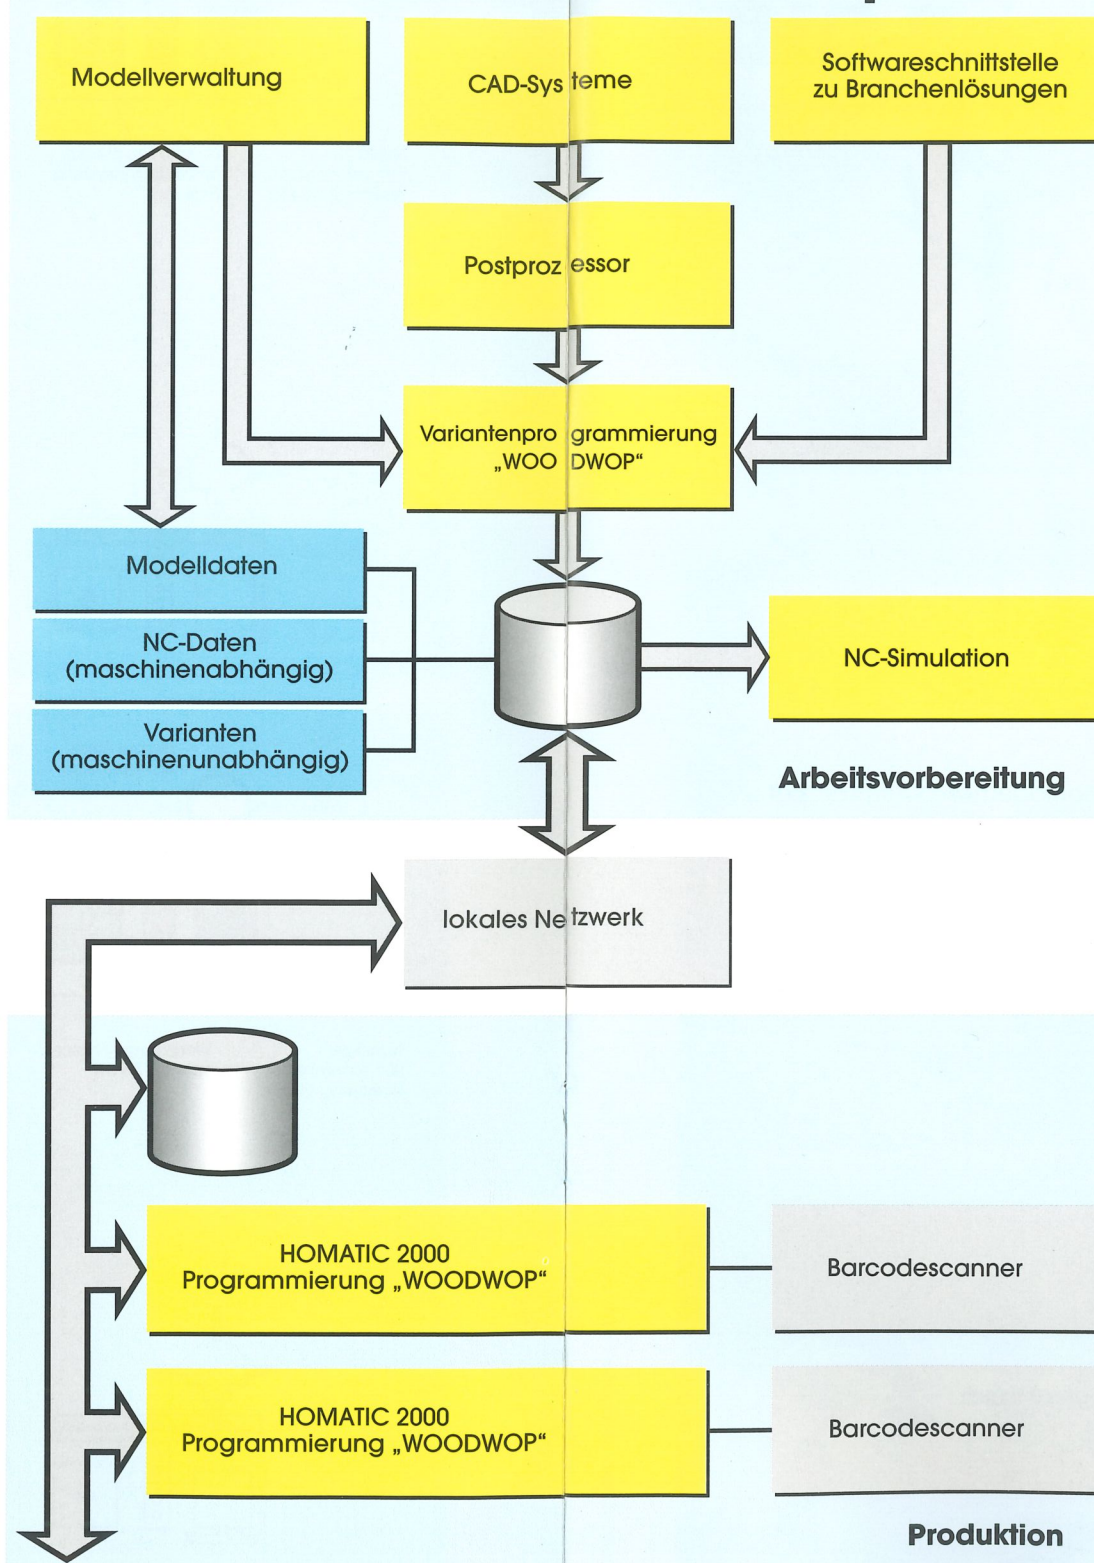 Modellverwaltung
CAD-Systeme
Softwareschnittstelle
zu Branchenlösungen
Postprozessor
Variantenprogrammierung
„WOODWOP“
Modelldaten
NC-Daten
(maschinenabhängig)
Varianten
(maschinenunabhängig)
NC-Simulation
Arbeitsvorbereitung
lokales Netzwerk
HOMATIC 2000
Programmierung „WOODWOP“
Barcodescanner
HOMATIC 2000
Programmierung „WOODWOP“
Barcodescanner
Produktion